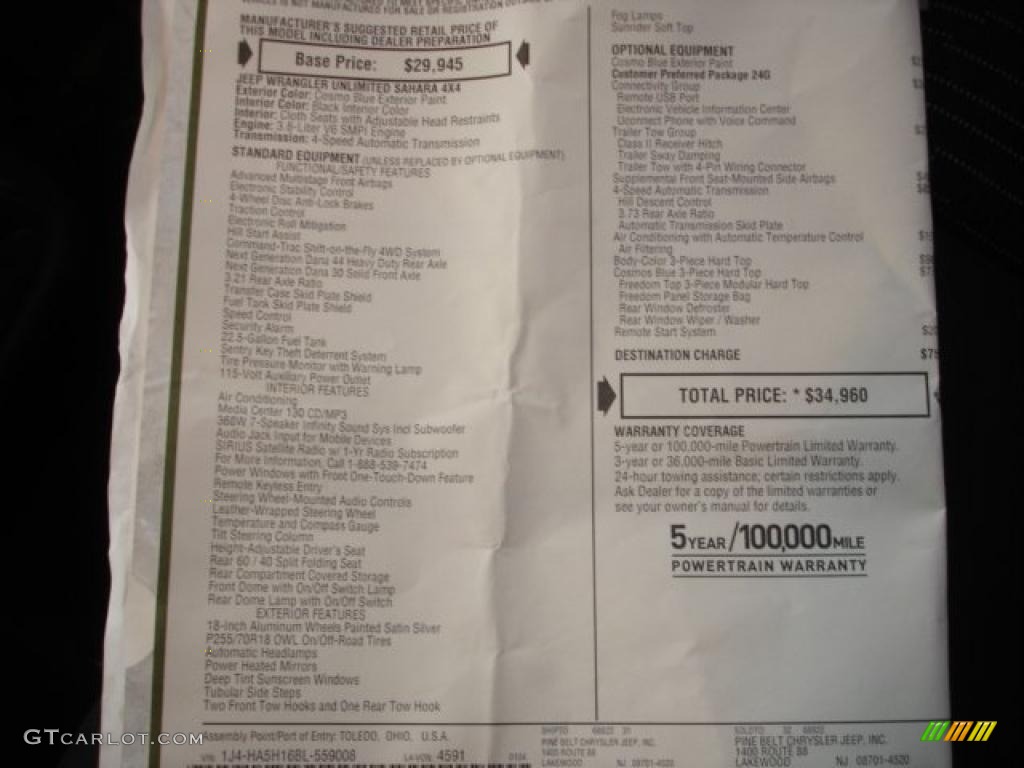 VEHICLE IS NOT MANUFACTURED FOR SALE OR REGISTRATION OUTSIDE OF
MANUFACTURER'S SUGGESTED RETAIL PRICE OF
THIS MODEL INCLUDING DEALER PREPARATION
Base Price: $29,945
JEEP WRANGLER UNLIMITED SAHARA 4X4
Exterior Color: Cosmo Blue Exterior Paint
Interior Color: Black Interior Color
Interior: Cloth Seats with Adjustable Head Restraints
Engine: 3.8-Liter V6 SMPI Engine
Transmission: 4-Speed Automatic Transmission
STANDARD EQUIPMENT (UNLESS REPLACED BY OPTIONAL EQUIPMENT)
FUNCTIONAL/SAFETY FEATURES
Advanced Multistage Front Airbags
Electronic Stability Control
4-Wheel Disc Anti-Lock Brakes
Traction Control
Electronic Roll Mitigation
Hill Start Assist
Command-Trac Shift-on-the-Fly 4WD System
Next Generation Dana 44 Heavy Duty Rear Axle
Next Generation Dana 30 Solid Front Axle
3.21 Rear Axle Ratio
Transfer Case Skid Plate Shield
Fuel Tank Skid Plate Shield
Speed Control
Security Alarm
22.5-Gallon Fuel Tank
Sentry Key Theft Deterrent System
Tire Pressure Monitor with Warning Lamp
115-Volt Auxiliary Power Outlet
INTERIOR FEATURES
Air Conditioning
Media Center 130 CD/MP3
368W 7-Speaker Infinity Sound Sys Incl Subwoofer
Audio Jack Input for Mobile Devices
SIRIUS Satellite Radio w/ 1-Yr Radio Subscription
For More Information, Call 1-888-539-7474
Power Windows with Front One-Touch-Down Feature
Remote Keyless Entry
Steering Wheel-Mounted Audio Controls
Leather-Wrapped Steering Wheel
Temperature and Compass Gauge
Tilt Steering Column
Height-Adjustable Driver's Seat
Rear 60 / 40 Split Folding Seat
Rear Compartment Covered Storage
Front Dome with On/Off Switch Lamp
Rear Dome Lamp with On/Off Switch
EXTERIOR FEATURES
18-Inch Aluminum Wheels Painted Satin Silver
P255/70R18 OWL On/Off-Road Tires
Automatic Headlamps
Power Heated Mirrors
Deep Tint Sunscreen Windows
Tubular Side Steps
Two Front Tow Hooks and One Rear Tow Hook
Fog Lamps
Sunrider Soft Top
OPTIONAL EQUIPMENT
Cosmo Blue Exterior Paint
Customer Preferred Package 24G
Connectivity Group
Remote USB Port
Electronic Vehicle Information Center
Uconnect Phone with Voice Command
Trailer Tow Group
Class II Receiver Hitch
Trailer Sway Damping
Trailer Tow with 4-Pin Wiring Connector
Supplemental Front Seat-Mounted Side Airbags
4-Speed Automatic Transmission
Hill Descent Control
3.73 Rear Axle Ratio
Automatic Transmission Skid Plate
Air Conditioning with Automatic Temperature Control
Air Filtering
Body-Color 3-Piece Hard Top
Cosmos Blue 3-Piece Hard Top
Freedom Top 3-Piece Modular Hard Top
Freedom Panel Storage Bag
Rear Window Defroster
Rear Window Wiper / Washer
Remote Start System
DESTINATION CHARGE
TOTAL PRICE: * $34,960
WARRANTY COVERAGE
5-year or 100,000-mile Powertrain Limited Warranty.
3-year or 36,000-mile Basic Limited Warranty.
24-hour towing assistance; certain restrictions apply.
Ask Dealer for a copy of the limited warranties or
see your owner's manual for details.
5 YEAR/100,000 MILE
POWERTRAIN WARRANTY
Assembly Point/Port of Entry: TOLEDO, OHIO, U.S.A.
VIN: 1J4-HA5H16BL-559008 4591
PINE BELT CHRYSLER JEEP, INC.
1400 ROUTE 88
LAKEWOOD NJ 08701-4520
PINE BELT CHRYSLER JEEP, INC.
1400 ROUTE 88
LAKEWOOD NJ 08701-4520
GTCARLOT.COM